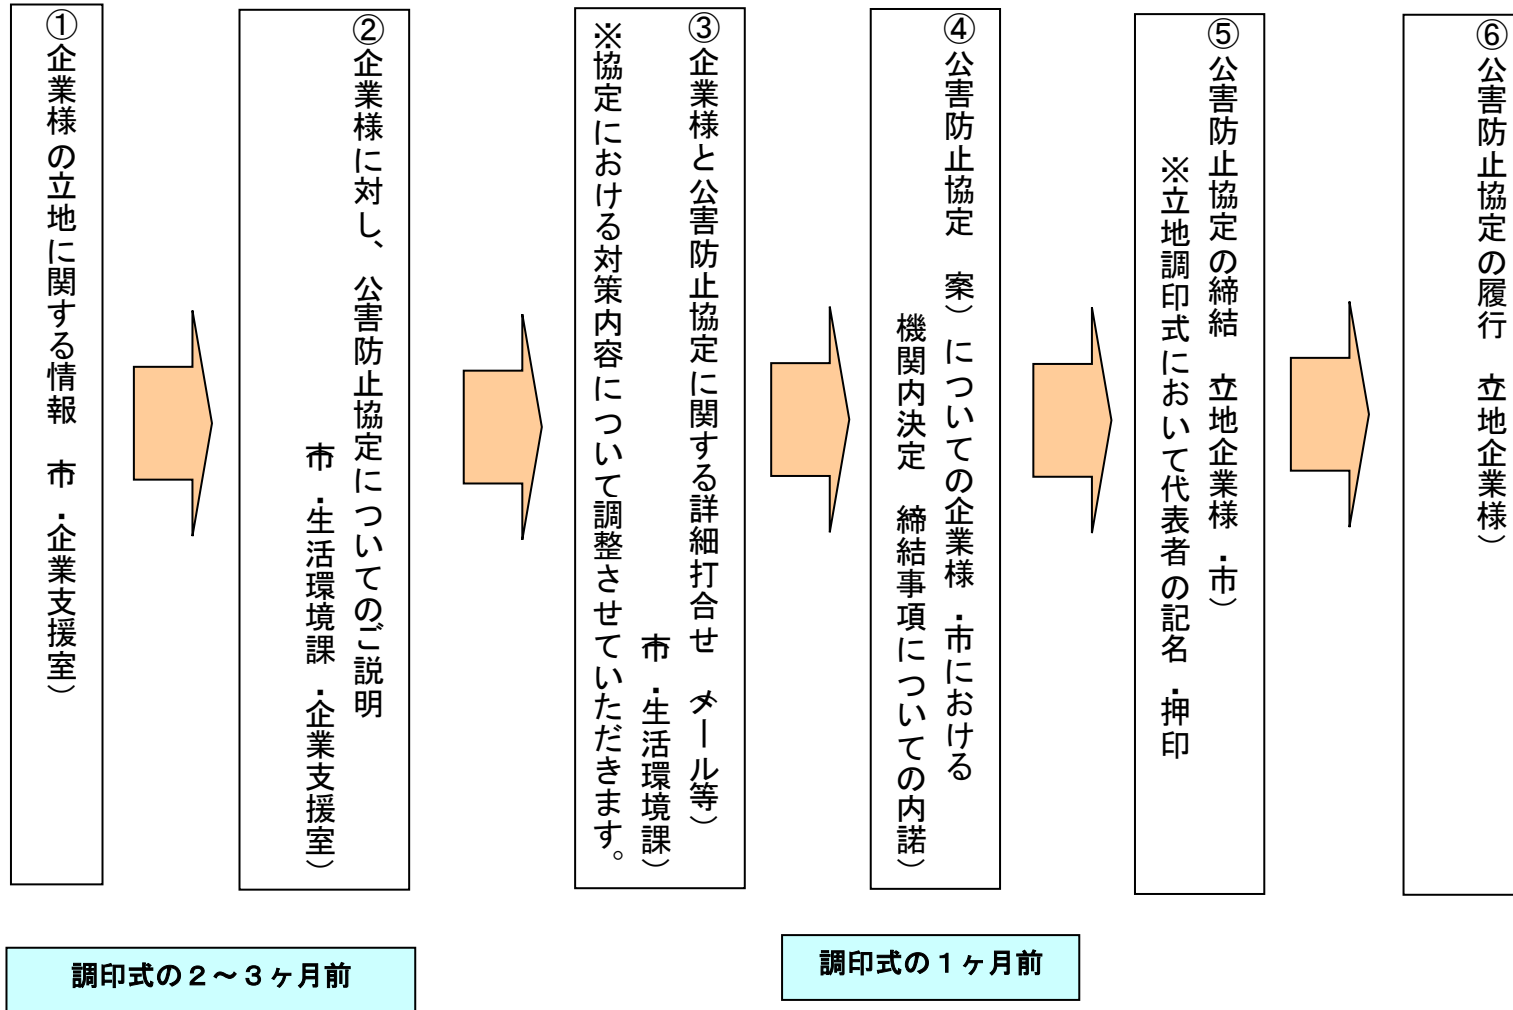 ①企業様の立地に関する情報（市・企業支援室）
②企業様に対し、公害防止協定についてのご説明
（市・生活環境課・企業支援室）
③企業様と公害防止協定に関する詳細打合せ（メール等）
（市・生活環境課）
※協定における対策内容について調整させていただきます。
④公害防止協定（案）についての企業様・市における
機関内決定（締結事項についての内諾）
⑤公害防止協定の締結（立地企業様・市）
※立地調印式において代表者の記名・押印
⑥公害防止協定の履行（立地企業様）
調印式の２～３ヶ月前
調印式の１ヶ月前